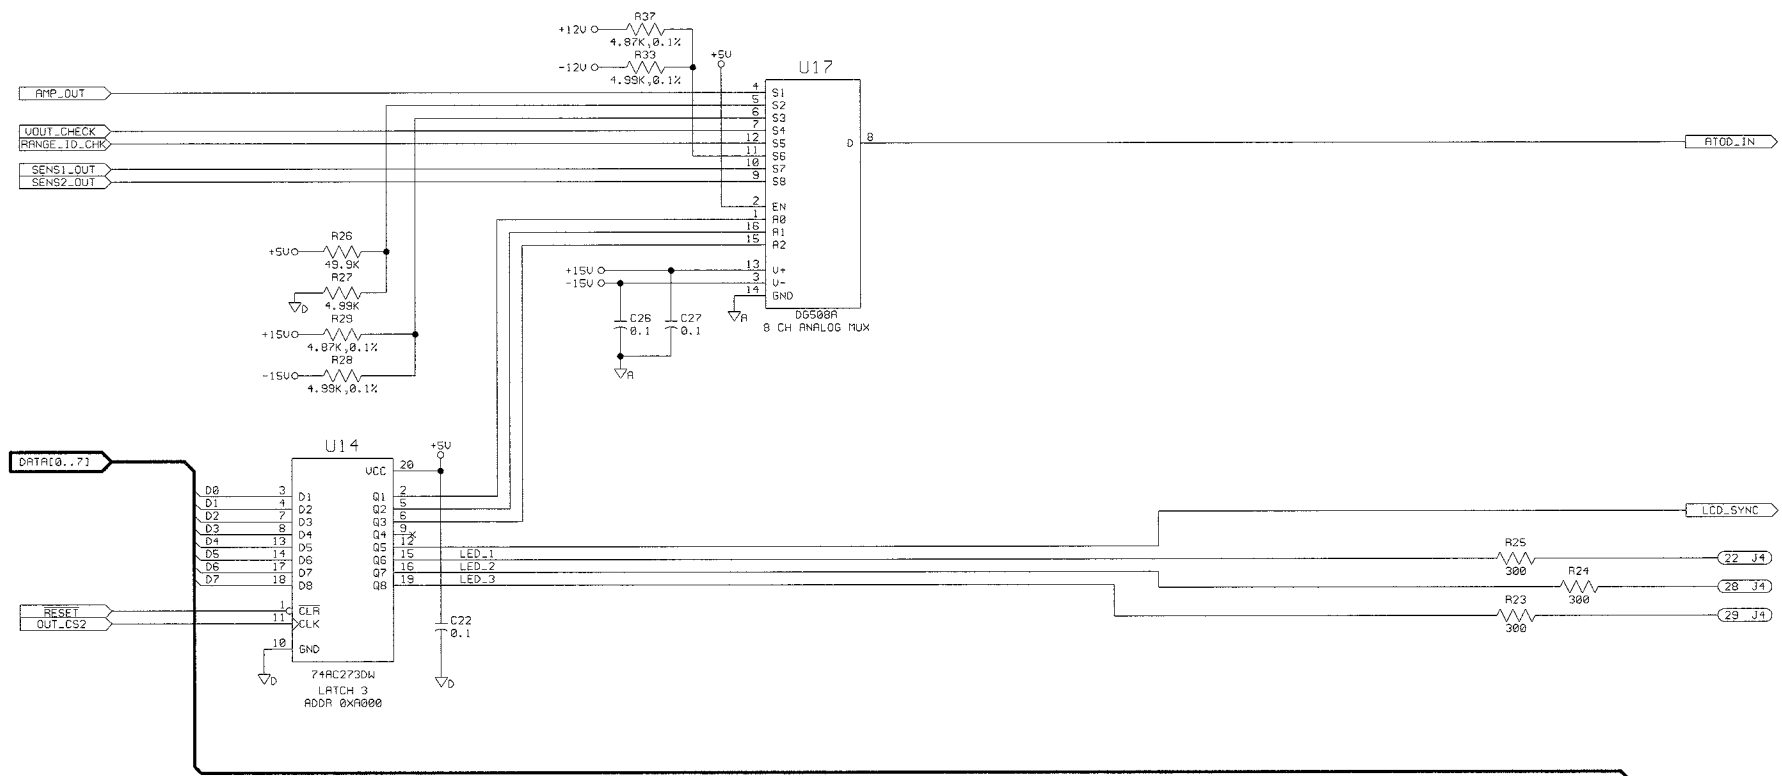 R37
+12V
4.87K,0.1%
R33
-12V
4.99K,0.1%
+5V
U17
AMP_OUT
4 S1
5 S2
6 S3
VOUT_CHECK
7 S4
RANGE_ID_CHK
12 S5
D 8
ATOD_IN
11 S6
SENS1_OUT
10 S7
SENS2_OUT
9 S8
2 EN
1 A0
16 A1
15 A2
R26
+5V
49.9K
R27
D
4.99K
R29
+15V
4.87K,0.1%
R28
-15V
4.99K,0.1%
+15V
13 V+
-15V
3 V-
14 GND
A
DG508A
8 CH ANALOG MUX
C26
0.1
C27
0.1
A
U14
+5V
DATA[0..7]
VCC 20
D0 3 D1 Q1 2
D1 4 D2 Q2 5
D2 7 D3 Q3 6
D3 8 D4 Q4 9
D4 13 D5 Q5 12
D5 14 D6 Q6 15 LED_1
D6 17 D7 Q7 16 LED_2
D7 18 D8 Q8 19 LED_3
LCD_SYNC
R25
300
22 J4
R24
300
28 J4
R23
300
29 J4
RESET
1 CLR
OUT_CS2
11 CLK
10 GND
D
C22
0.1
D
74AC273DW
LATCH 3
ADDR 0XA000